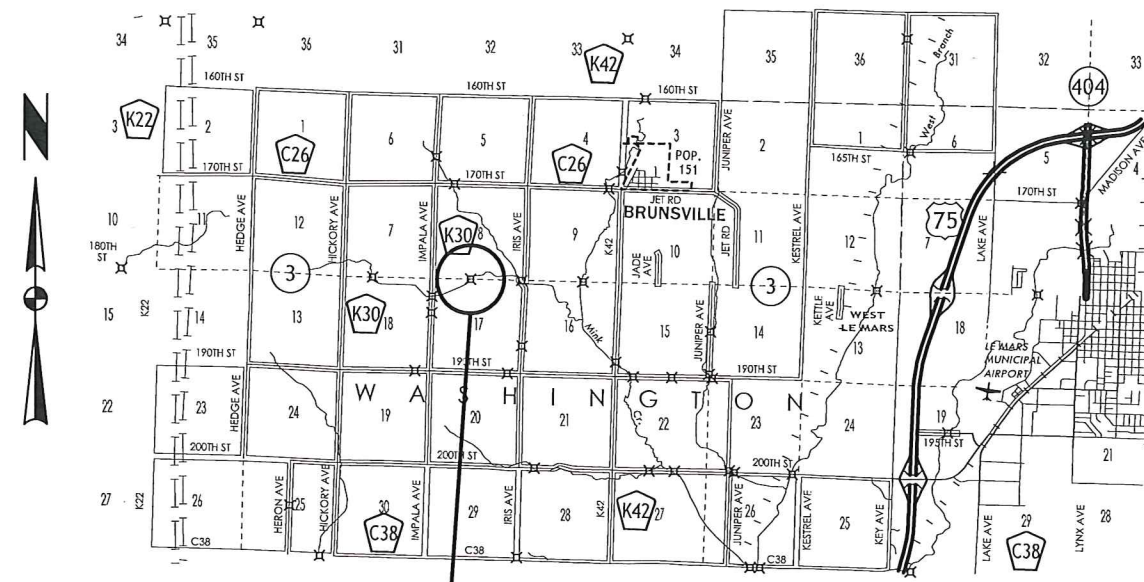 34 35 36 31 32 33 K42 34 35 36 31 32 404 33
West Branch
N
160TH ST 160TH ST 160TH ST
K22 3 2 1 C26 6 5 4 C26 3 POP. 151 JUNIPER AVE 2 1 6 5 4
165TH ST
MADISON AVE
170TH ST 170TH ST 170TH ST
JET RD
BRUNSVILLE
10 11 HEDGE AVE 12 HICKORY AVE 7 IMPALA AVE K30 8 IRIS AVE 9 K42 10 JET RD 11 KESTREL AVE 12 75 7 LAKE AVE
180TH ST
JADE AVE
3 3
15 K22 14 13 K30 18 17 16 Mink 15 JUNIPER AVE 14 KETTLE AVE WEST LE MARS 13 18
LE MARS MUNICIPAL AIRPORT
190TH ST 190TH ST 190TH ST
WASHINGTON
22 23 HEDGE AVE 24 19 20 21 Cr. 22 23 24 19
195TH ST
200TH ST 200TH ST 200TH ST
21
27 K22 26 HERON AVE 25 HICKORY AVE 30 IMPALA AVE 29 IRIS AVE 28 K42 K42 27 JUNIPER AVE 26 KESTREL AVE 25 KEY AVE LAKE AVE 29 LYNX AVE 28
C38 C38 C38 C38 C38